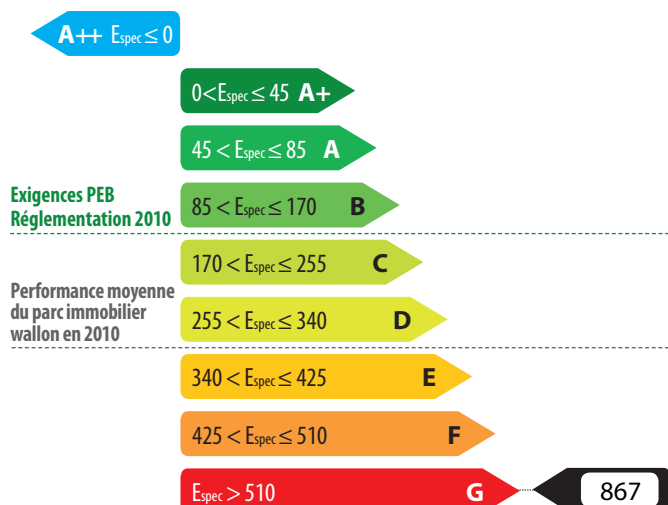 A++ Espec ≤ 0
0<Espec ≤ 45 A+
45 < Espec ≤ 85 A
Exigences PEB
Réglementation 2010
85 < Espec ≤ 170 B
170 < Espec ≤ 255 C
Performance moyenne
du parc immobilier
wallon en 2010
255 < Espec ≤ 340 D
340 < Espec ≤ 425 E
425 < Espec ≤ 510 F
Espec > 510 G 867